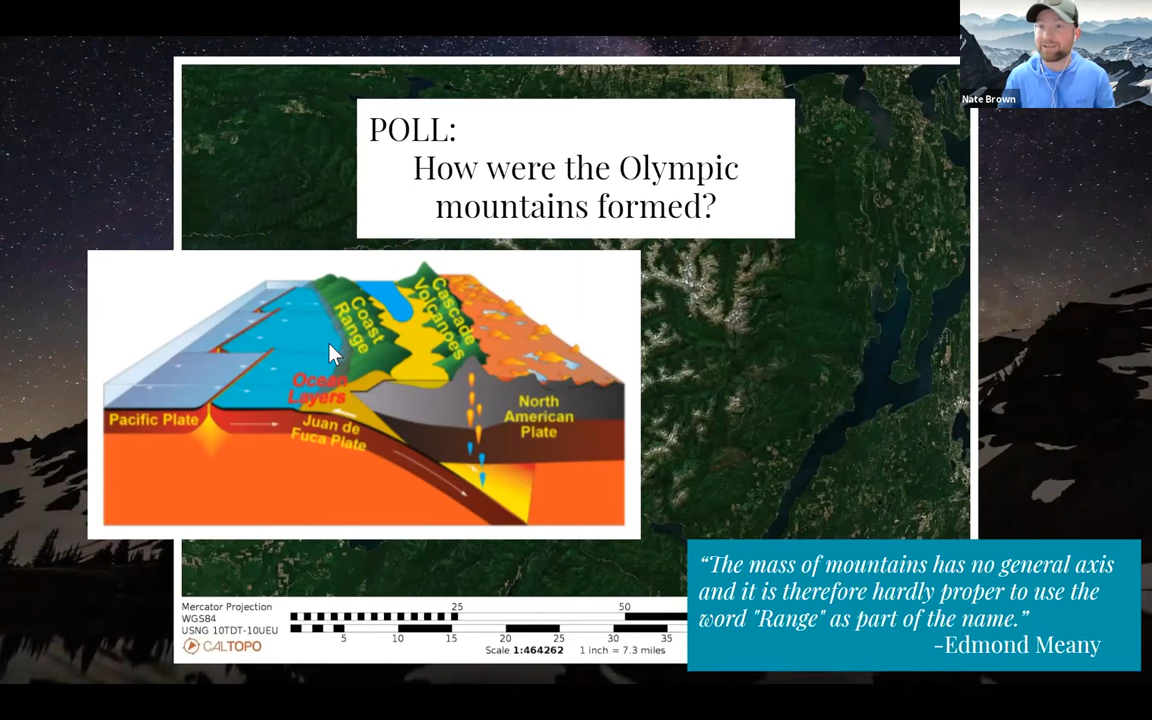 Nate Brown
POLL:
How were the Olympic
mountains formed?
Coast
Range
Cascade
Volcanoes
Ocean
Layers
Pacific Plate
Juan de
Fuca Plate
North
American
Plate
“The mass of mountains has no general axis
and it is therefore hardly proper to use the
word "Range" as part of the name.”
-Edmond Meany
Mercator Projection
WGS84
USNG 10TDT-10UEU
CALTOPO
25 50
5 10 15 20 25 30 35
Scale 1:464262 1 inch = 7.3 miles